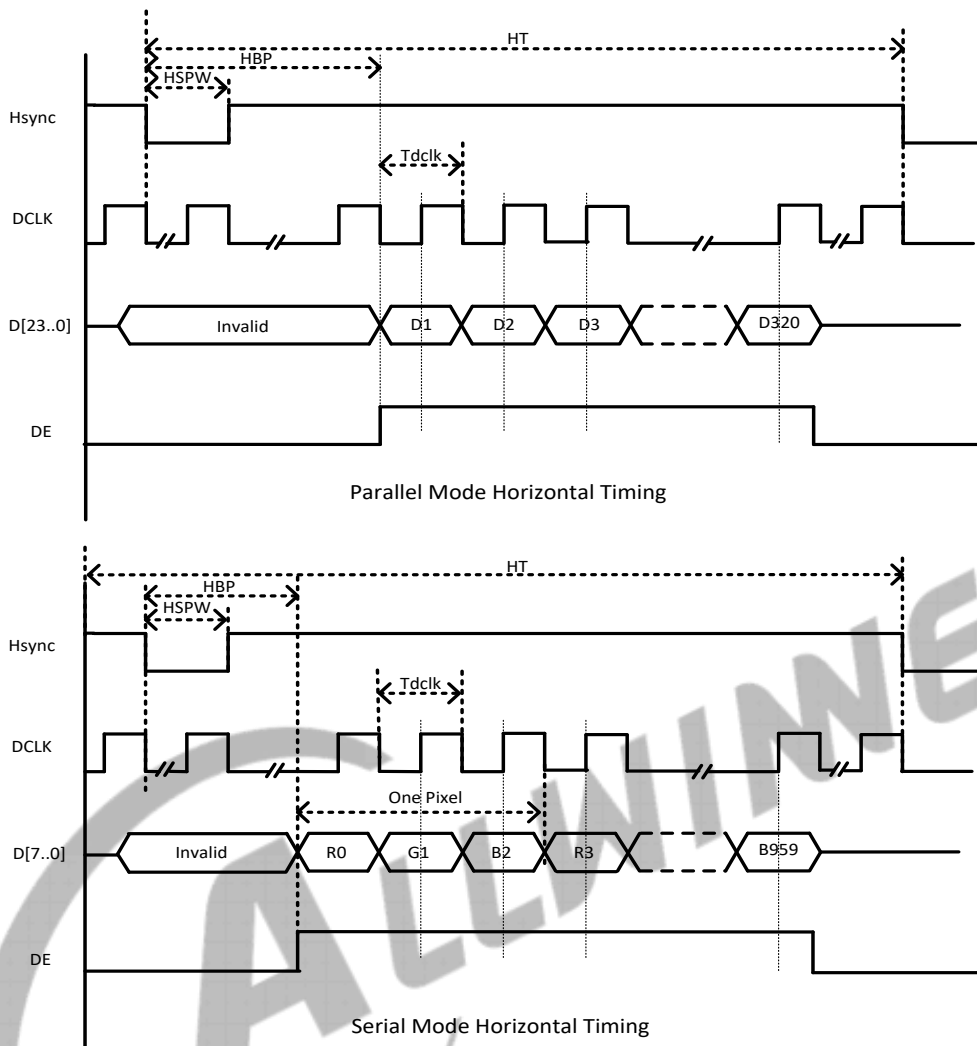 HT
HBP
HSPW
Hsync
Tdclk
DCLK
D[23..0] Invalid D1 D2 D3 D320
DE
Parallel Mode Horizontal Timing
HT
HBP
HSPW
Hsync
Tdclk
DCLK
One Pixel
D[7..0] Invalid R0 G1 B2 R3 B959
DE
Serial Mode Horizontal Timing